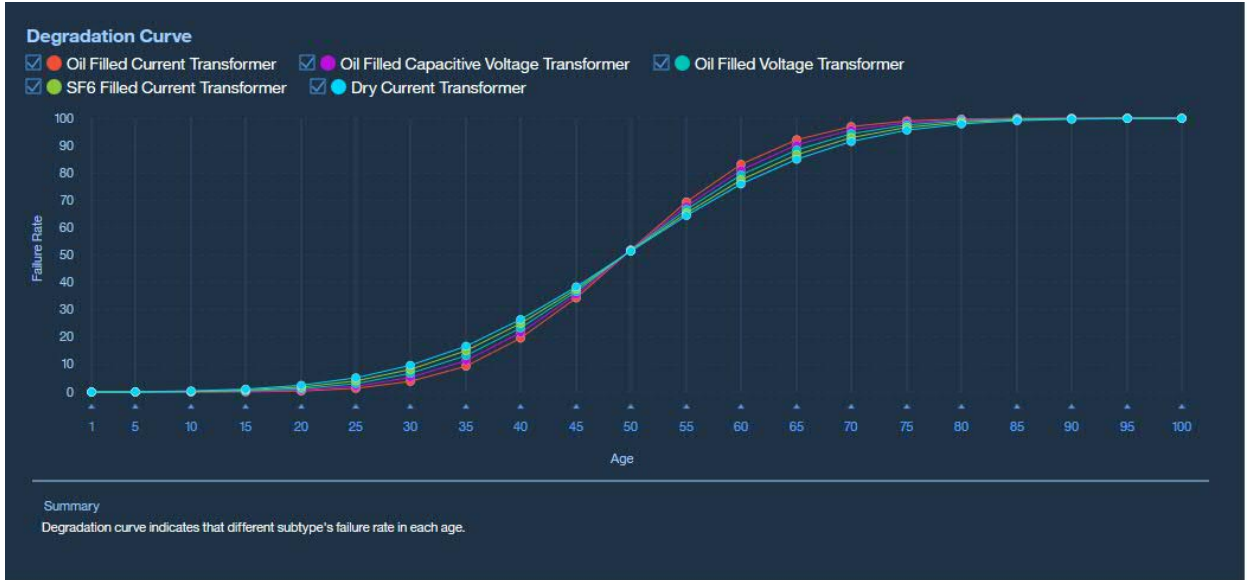 Degradation Curve
Oil Filled Current Transformer Oil Filled Capacitive Voltage Transformer Oil Filled Voltage Transformer
SF6 Filled Current Transformer Dry Current Transformer
100
90
80
70
60
50
40
30
20
10
0
Failure Rate
1 5 10 15 20 25 30 35 40 45 50 55 60 65 70 75 80 85 90 95 100
Age
Summary
Degradation curve indicates that different subtype's failure rate in each age.